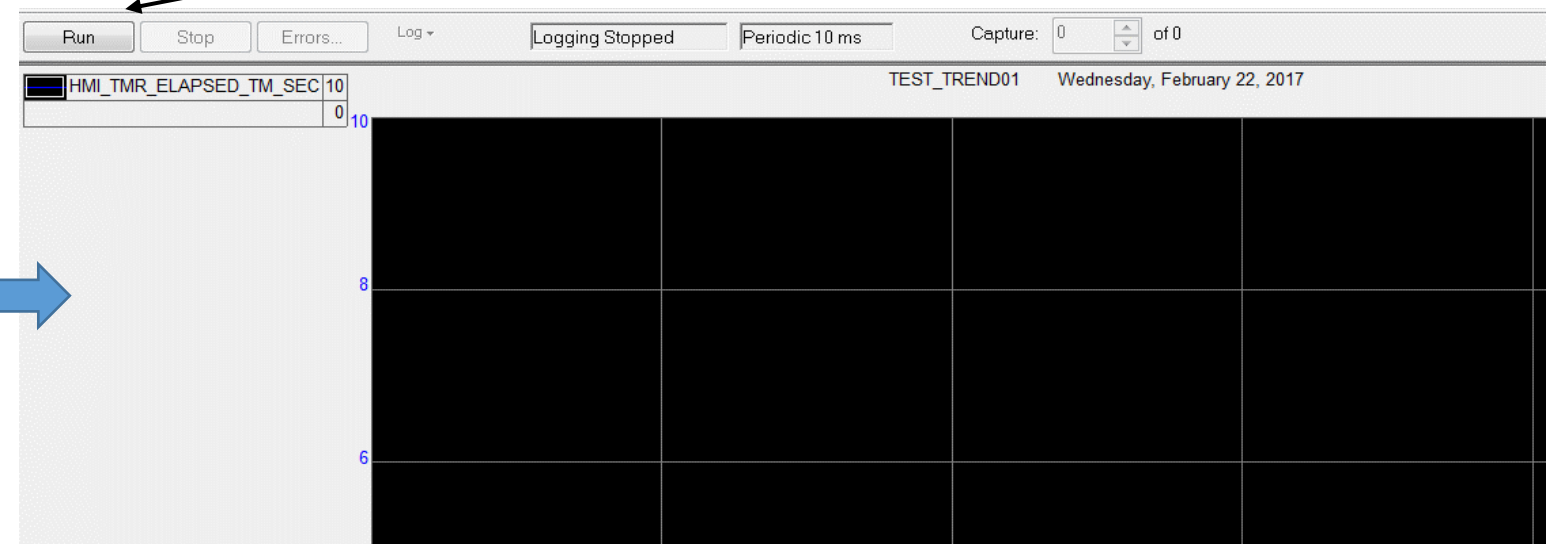 Run Stop Errors... Log Logging Stopped Periodic 10 ms Capture: 0 of 0
HMI_TMR_ELAPSED_TM_SEC 10
0
TEST_TREND01 Wednesday, February 22, 2017
10
8
6